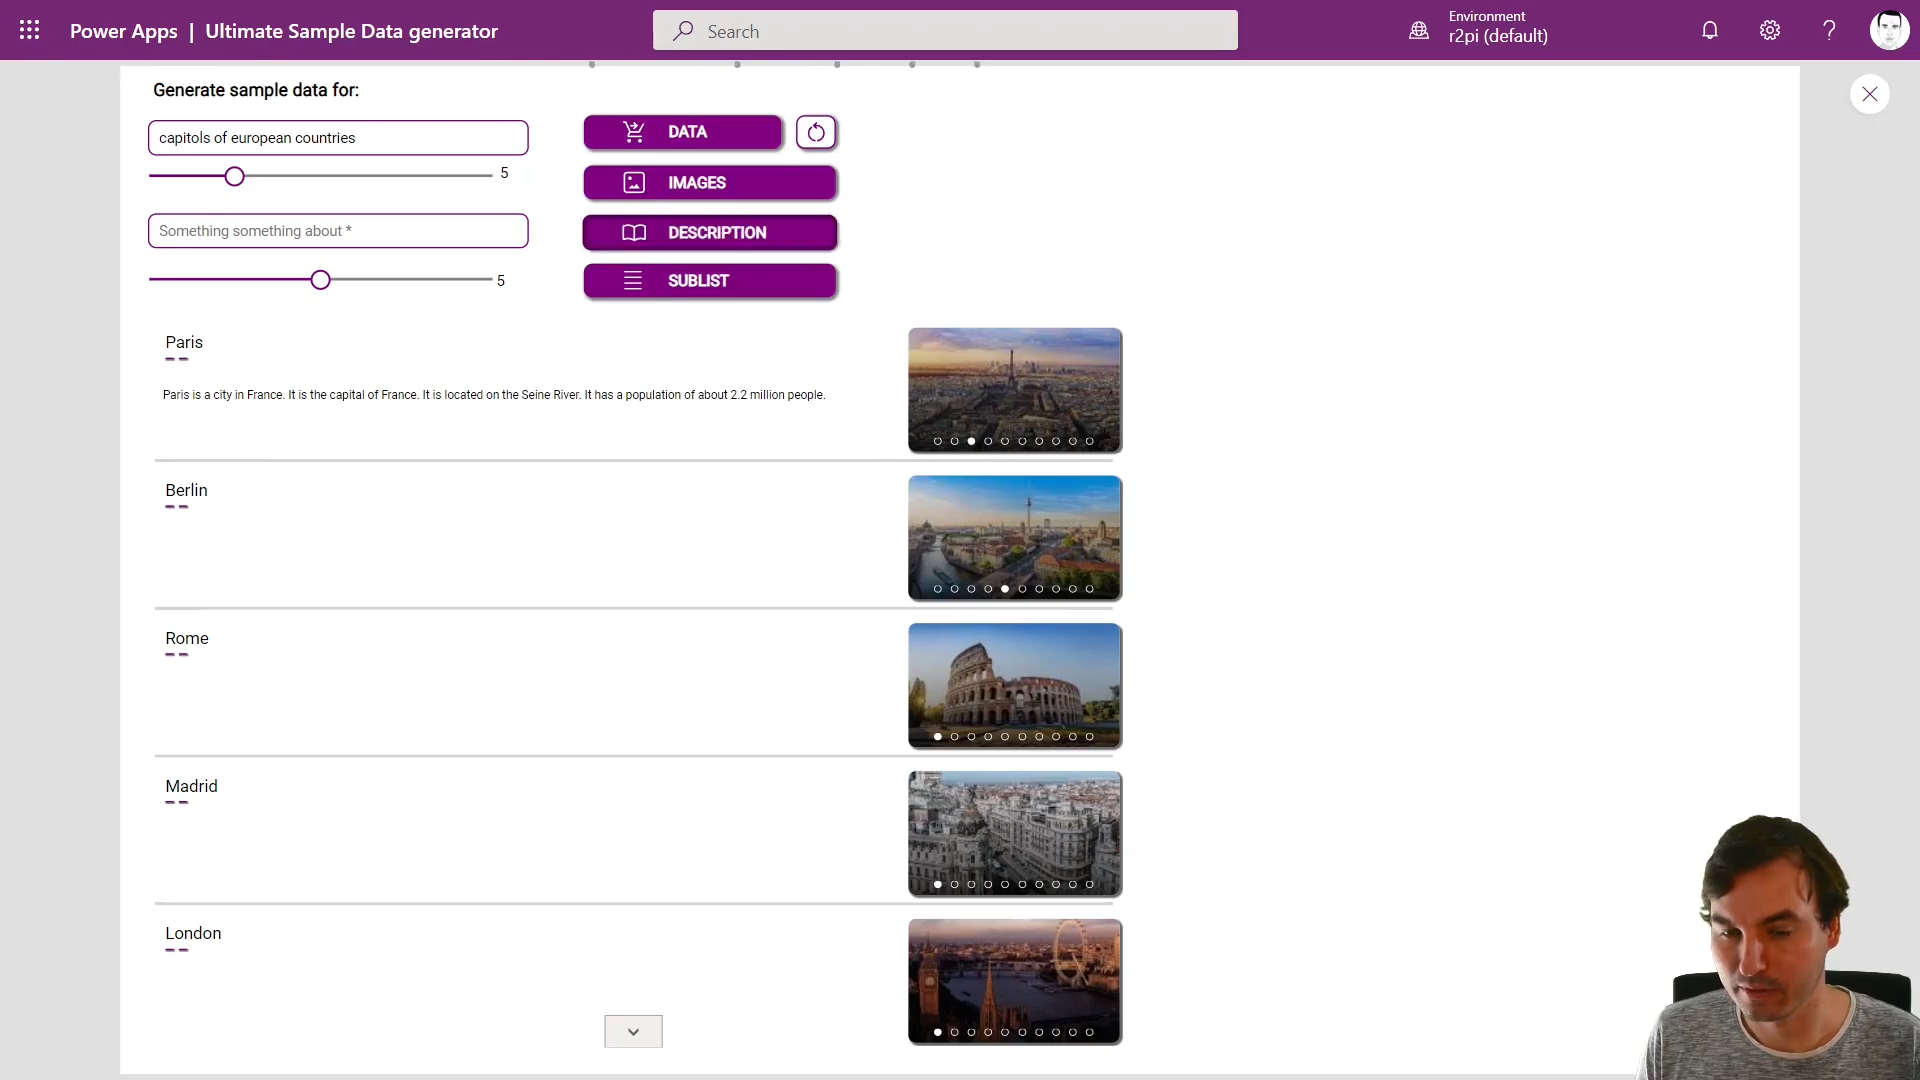 Power Apps | Ultimate Sample Data generator
Search
Environment
r2pi (default)
Generate sample data for:
capitols of european countries
5
Something something about *
5
DATA
IMAGES
DESCRIPTION
SUBLIST
Paris
Paris is a city in France. It is the capital of France. It is located on the Seine River. It has a population of about 2.2 million people.
Berlin
Rome
Madrid
London